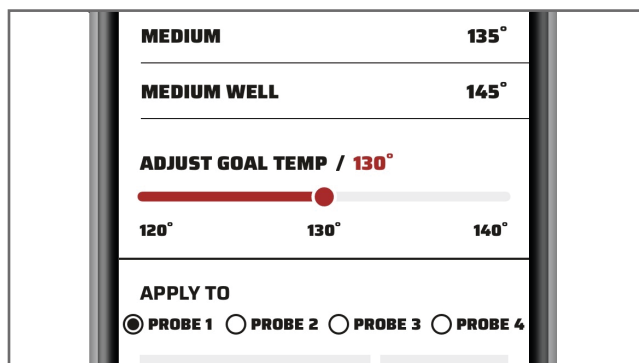 MEDIUM 135°
MEDIUM WELL 145°
ADJUST GOAL TEMP / 130°
120° 130° 140°
APPLY TO
PROBE 1 PROBE 2 PROBE 3 PROBE 4